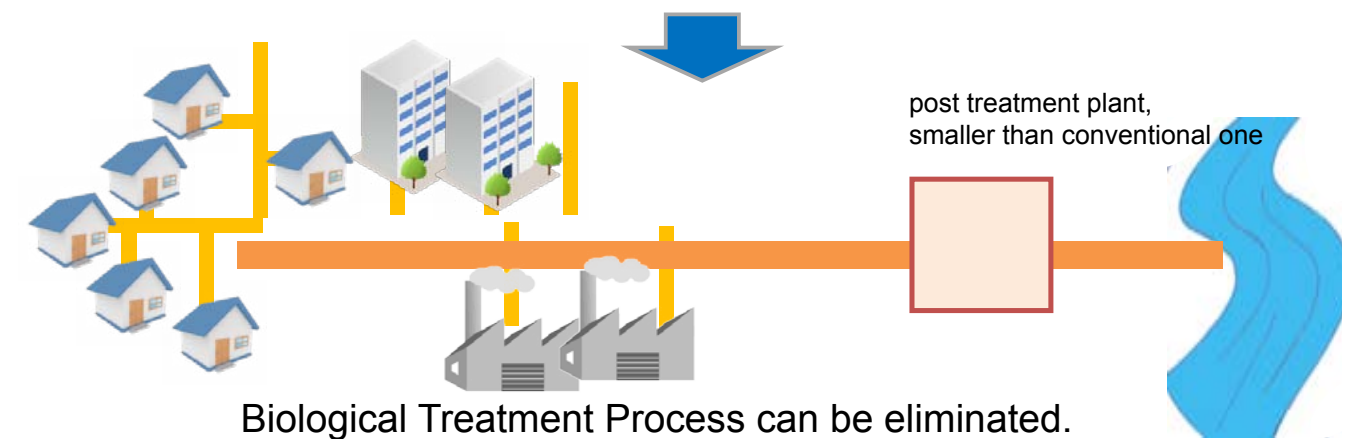 post treatment plant,
smaller than conventional one
Biological Treatment Process can be eliminated.